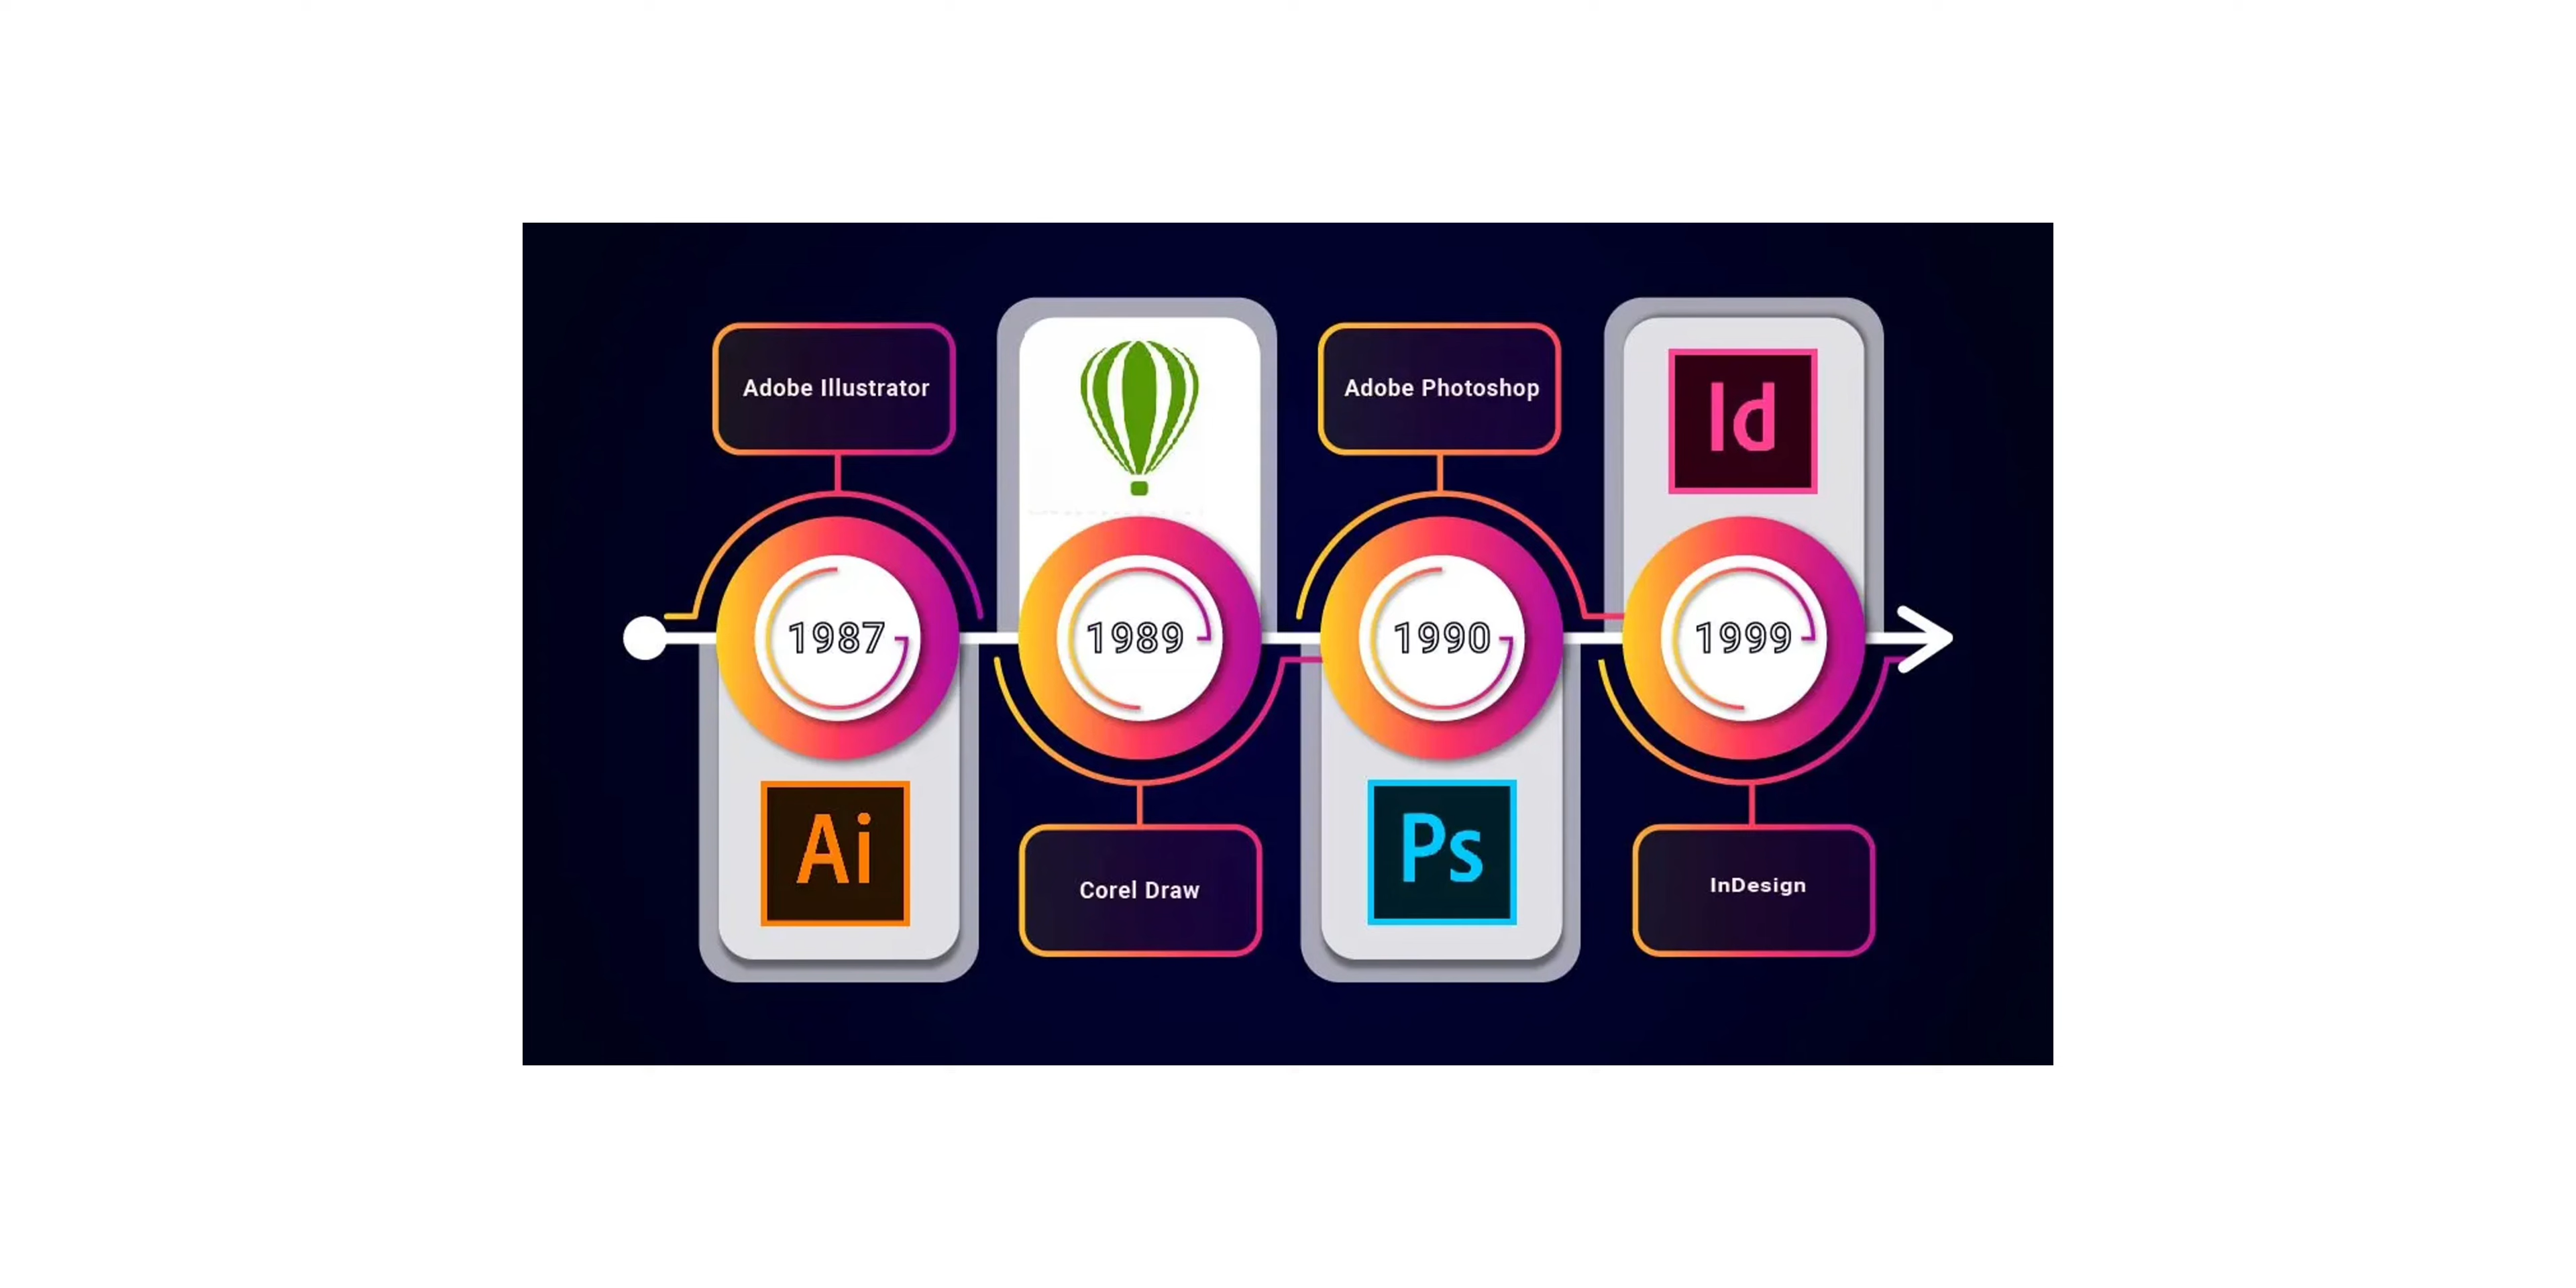 Adobe Illustrator
Adobe Photoshop
Id
1987
1989
1990
1999
Ai
Corel Draw
Ps
InDesign